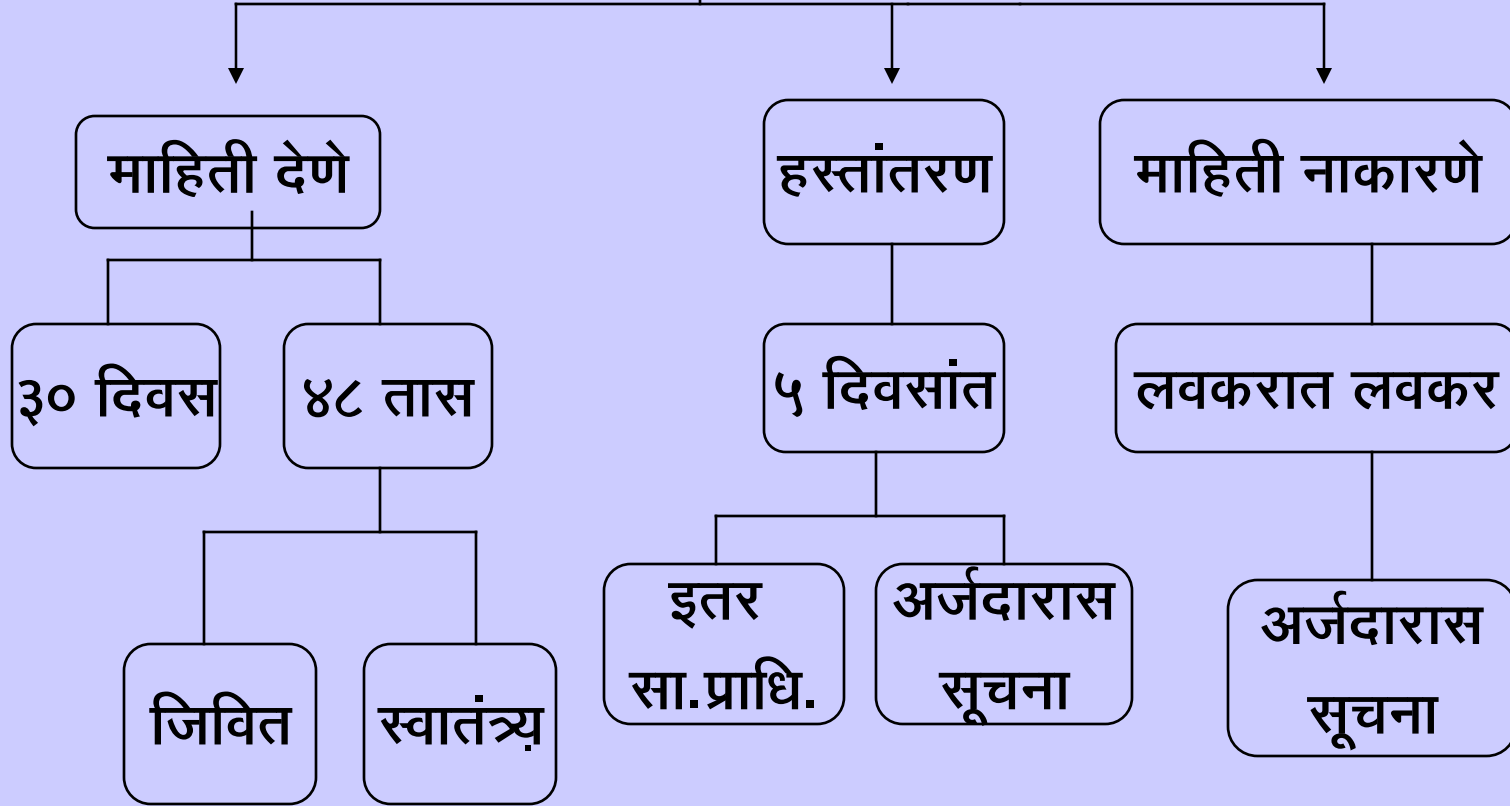 माहिती देणे
हस्तांतरण
माहिती नाकारणे
३० दिवस
४८ तास
५ दिवसांत
लवकरात लवकर
जिवित
स्वातंत्र्य
इतर
सा.प्राधि.
अर्जदारास
सूचना
अर्जदारास
सूचना